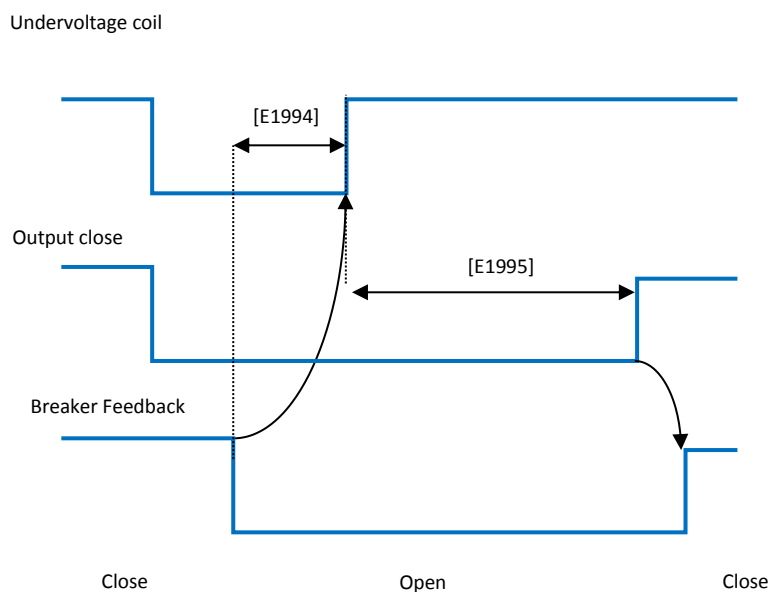 Undervoltage coil
[E1994]
Output close
[E1995]
Breaker Feedback
Close Open Close